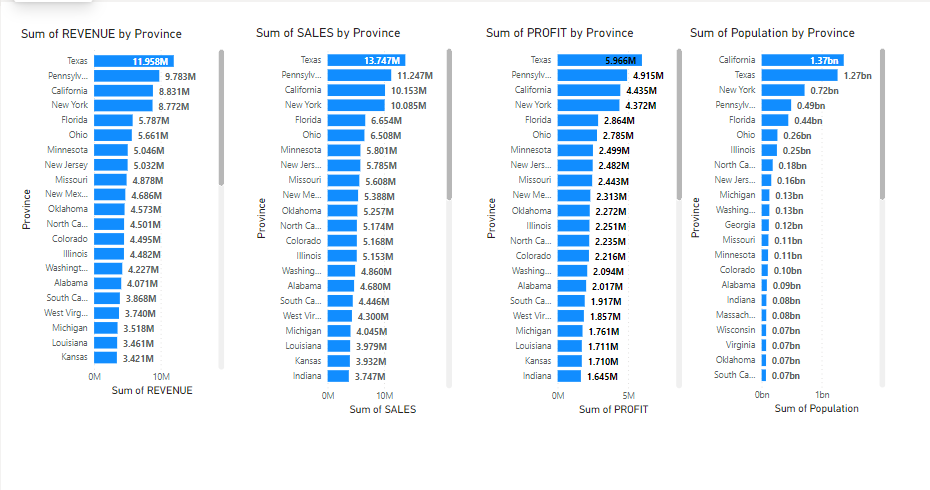 Sum of REVENUE by Province
Province
Texas 11.958M
Pennsylv... 9.783M
California 8.831M
New York 8.772M
Florida 5.787M
Ohio 5.661M
Minnesota 5.046M
New Jersey 5.032M
Missouri 4.878M
New Mex... 4.686M
Oklahoma 4.573M
North Ca... 4.501M
Colorado 4.495M
Illinois 4.482M
Washingt... 4.227M
Alabama 4.071M
South Ca... 3.868M
West Virg... 3.740M
Michigan 3.518M
Louisiana 3.461M
Kansas 3.421M
0M 10M
Sum of REVENUE
Sum of SALES by Province
Province
Texas 13.747M
Pennsylv... 11.247M
California 10.153M
New York 10.085M
Florida 6.654M
Ohio 6.508M
Minnesota 5.801M
New Jers... 5.785M
Missouri 5.608M
New Me... 5.388M
Oklahoma 5.257M
North Ca... 5.174M
Colorado 5.168M
Illinois 5.153M
Washing... 4.860M
Alabama 4.680M
South Ca... 4.446M
West Vir... 4.300M
Michigan 4.045M
Louisiana 3.979M
Kansas 3.932M
Indiana 3.747M
0M 10M
Sum of SALES
Sum of PROFIT by Province
Province
Texas 5.966M
Pennsylv... 4.915M
California 4.435M
New York 4.372M
Florida 2.864M
Ohio 2.785M
Minnesota 2.499M
New Jers... 2.482M
Missouri 2.443M
New Me... 2.313M
Oklahoma 2.272M
Illinois 2.251M
North Ca... 2.235M
Colorado 2.216M
Washing... 2.094M
Alabama 2.017M
South Ca... 1.917M
West Vir... 1.857M
Michigan 1.761M
Louisiana 1.711M
Kansas 1.710M
Indiana 1.645M
0M 5M
Sum of PROFIT
Sum of Population by Province
Province
California 1.37bn
Texas 1.27bn
New York 0.72bn
Pennsylv... 0.49bn
Florida 0.44bn
Ohio 0.26bn
Illinois 0.25bn
North Ca... 0.18bn
New Jers... 0.16bn
Michigan 0.13bn
Washing... 0.13bn
Georgia 0.12bn
Missouri 0.11bn
Minnesota 0.11bn
Colorado 0.10bn
Alabama 0.09bn
Indiana 0.08bn
Massach... 0.08bn
Wisconsin 0.07bn
Virginia 0.07bn
Oklahoma 0.07bn
South Ca... 0.07bn
0bn 1bn
Sum of Population